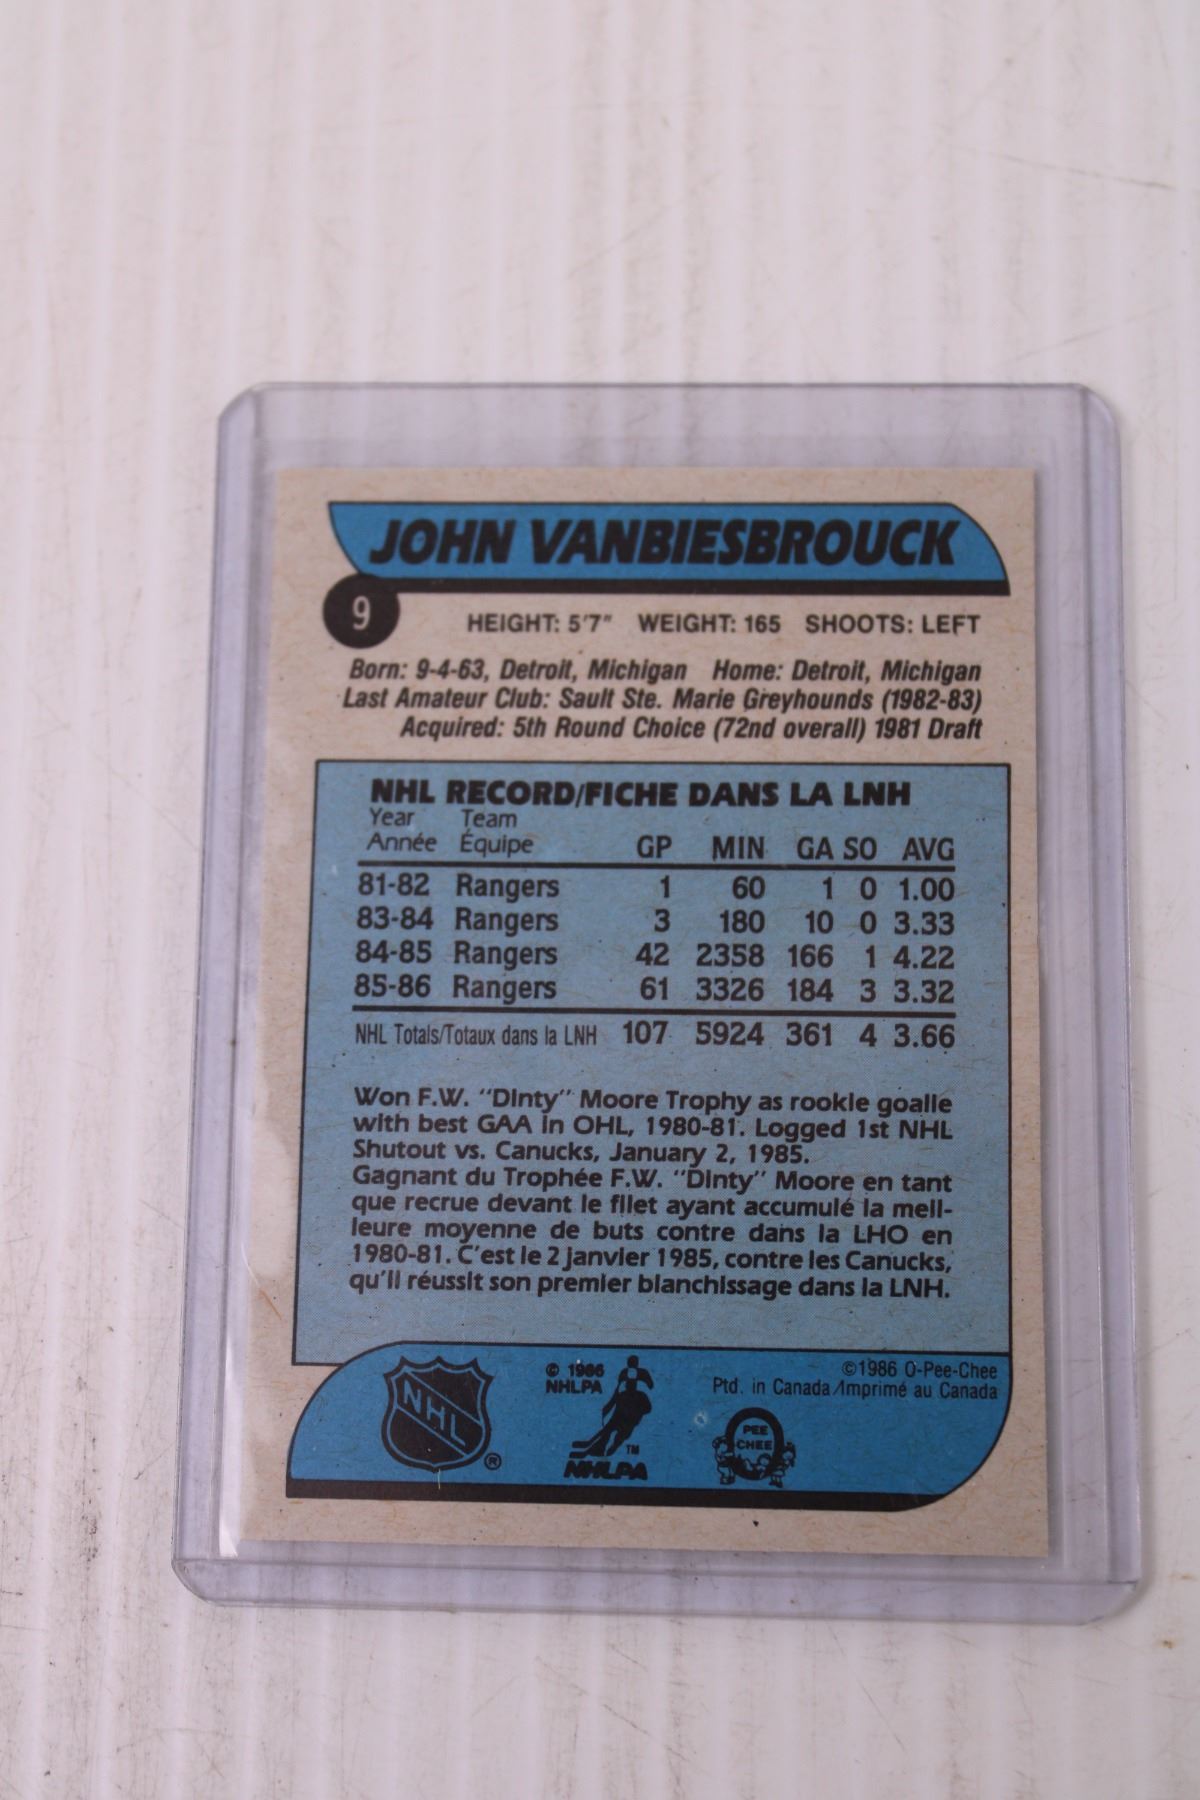 JOHN VANBIESBROUCK
9
HEIGHT: 5'7" WEIGHT: 165 SHOOTS: LEFT
Born: 9-4-63, Detroit, Michigan Home: Detroit, Michigan
Last Amateur Club: Sault Ste. Marie Greyhounds (1982-83)
Acquired: 5th Round Choice (72nd overall) 1981 Draft
NHL RECORD/FICHE DANS LA LNH
Year Team
Année Équipe GP MIN GA SO AVG
81-82 Rangers 1 60 1 0 1.00
83-84 Rangers 3 180 10 0 3.33
84-85 Rangers 42 2358 166 1 4.22
85-86 Rangers 61 3326 184 3 3.32
NHL Totals/Totaux dans la LNH 107 5924 361 4 3.66
Won F.W. "Dinty" Moore Trophy as rookie goalie
with best GAA in OHL, 1980-81. Logged 1st NHL
Shutout vs. Canucks, January 2, 1985.
Gagnant du Trophée F.W. "Dinty" Moore en tant
que recrue devant le filet ayant accumulé la meil-
leure moyenne de buts contre dans la LHO en
1980-81. C'est le 2 janvier 1985, contre les Canucks,
qu'il réussit son premier blanchissage dans la LNH.
NHL ®
© 1986
NHLPA
TM
NHLPA
©1986 O-Pee-Chee
Ptd. in Canada/Imprimé au Canada
PEE
CHEE